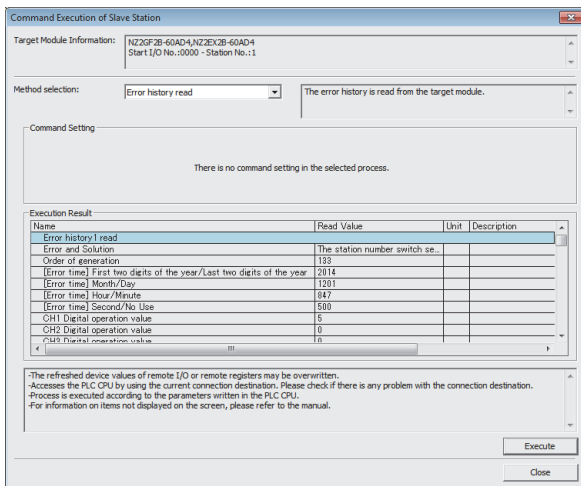 Command Execution of Slave Station
Target Module Information:
NZ2GF2B-60AD4,NZ2EX2B-60AD4
Start I/O No.:0000 - Station No.:1
Method selection:
Error history read
The error history is read from the target module.
Command Setting
There is no command setting in the selected process.
Execution Result
Name Read Value Unit Description
Error history1 read
Error and Solution The station number switch se...
Order of generation 133
[Error time] First two digits of the year/Last two digits of the year 2014
[Error time] Month/Day 1201
[Error time] Hour/Minute 847
[Error time] Second/No Use 500
CH1 Digital operation value 5
CH2 Digital operation value 0
CH3 Digital operation value 0
-The refreshed device values of remote I/O or remote registers may be overwritten.
-Accesses the PLC CPU by using the current connection destination. Please check if there is any problem with the connection destination.
-Process is executed according to the parameters written in the PLC CPU.
-For information on items not displayed on the screen, please refer to the manual.
Execute
Close